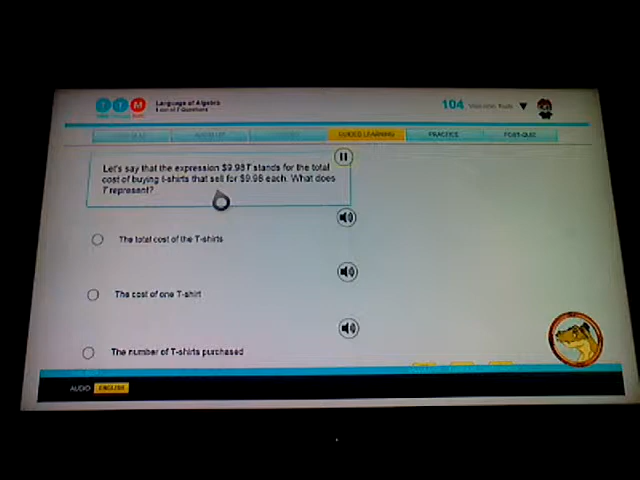 T T M
Language of Algebra
104
GUIDED LEARNING
PRACTICE
POST-QUIZ
Let's say that the expression $9.98T stands for the total
cost of buying t-shirts that sell for $9.98 each. What does
T represent?
The total cost of the T-shirts
The cost of one T-shirt
The number of T-shirts purchased
AUDIO ENGLISH